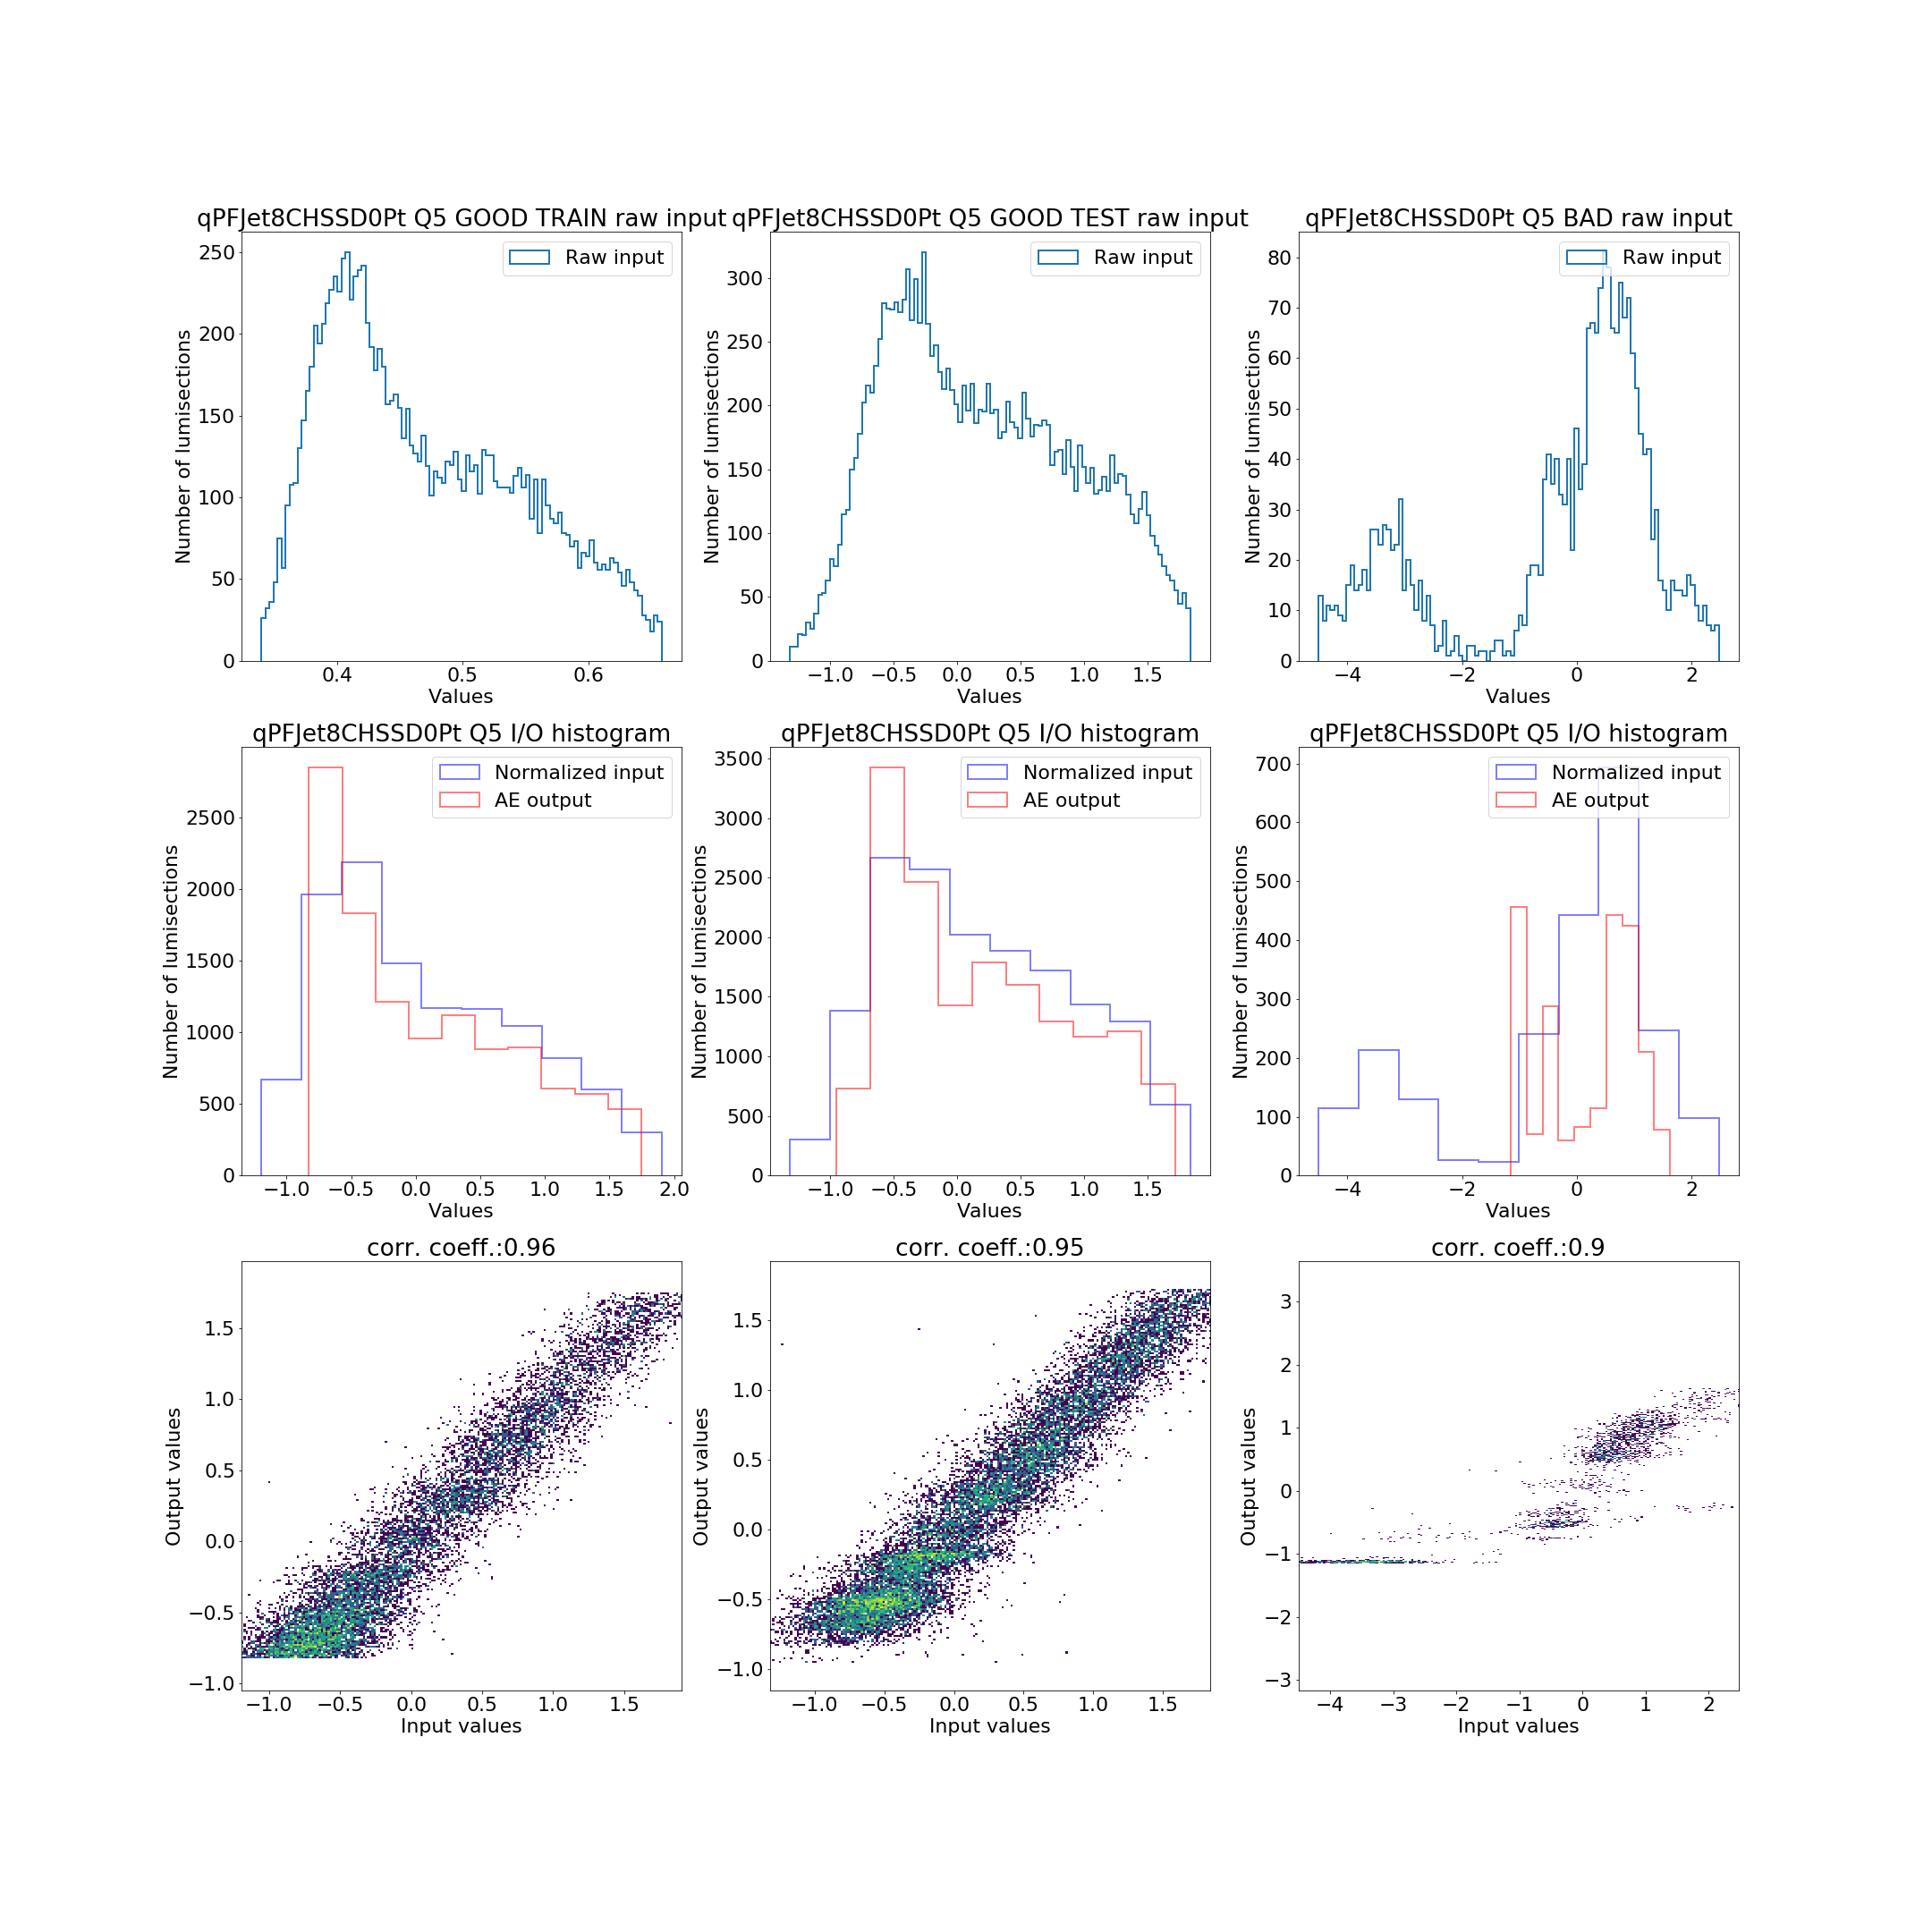 qPFJet8CHSSD0Pt Q5 GOOD TRAIN raw input
250
200
150
100
50
0
0.4 0.5 0.6
Number of lumisections
Values
Raw input
qPFJet8CHSSD0Pt Q5 GOOD TEST raw input
300
250
200
150
100
50
0
−1.0 −0.5 0.0 0.5 1.0 1.5
Number of lumisections
Values
Raw input
qPFJet8CHSSD0Pt Q5 BAD raw input
80
70
60
50
40
30
20
10
0
−4 −2 0 2
Number of lumisections
Values
Raw input
qPFJet8CHSSD0Pt Q5 I/O histogram
2500
2000
1500
1000
500
0
−1.0 −0.5 0.0 0.5 1.0 1.5 2.0
Number of lumisections
Values
Normalized input
AE output
qPFJet8CHSSD0Pt Q5 I/O histogram
3500
3000
2500
2000
1500
1000
500
0
−1.0 −0.5 0.0 0.5 1.0 1.5
Number of lumisections
Values
Normalized input
AE output
qPFJet8CHSSD0Pt Q5 I/O histogram
700
600
500
400
300
200
100
0
−4 −2 0 2
Number of lumisections
Values
Normalized input
AE output
corr. coeff.:0.96
1.5
1.0
0.5
0.0
−0.5
−1.0
−1.0 −0.5 0.0 0.5 1.0 1.5
Output values
Input values
corr. coeff.:0.95
1.5
1.0
0.5
0.0
−0.5
−1.0
−1.0 −0.5 0.0 0.5 1.0 1.5
Output values
Input values
corr. coeff.:0.9
3
2
1
0
−1
−2
−3
−4 −3 −2 −1 0 1 2
Output values
Input values